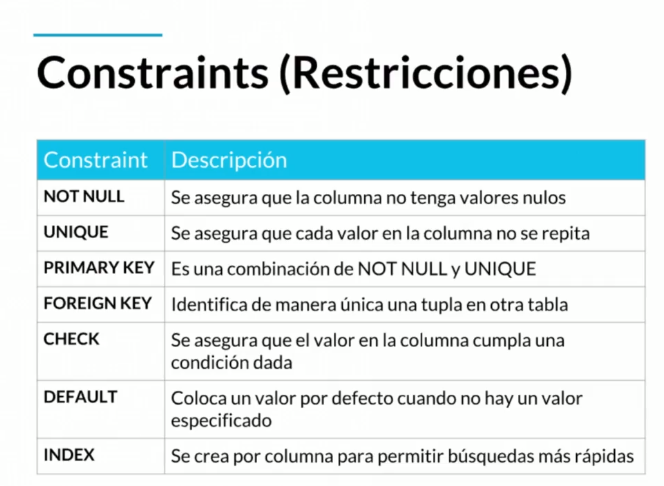 Constraints (Restricciones)
Constraint Descripción
NOT NULL Se asegura que la columna no tenga valores nulos
UNIQUE Se asegura que cada valor en la columna no se repita
PRIMARY KEY Es una combinación de NOT NULL y UNIQUE
FOREIGN KEY Identifica de manera única una tupla en otra tabla
CHECK Se asegura que el valor en la columna cumpla una
condición dada
DEFAULT Coloca un valor por defecto cuando no hay un valor
especificado
INDEX Se crea por columna para permitir búsquedas más rápidas